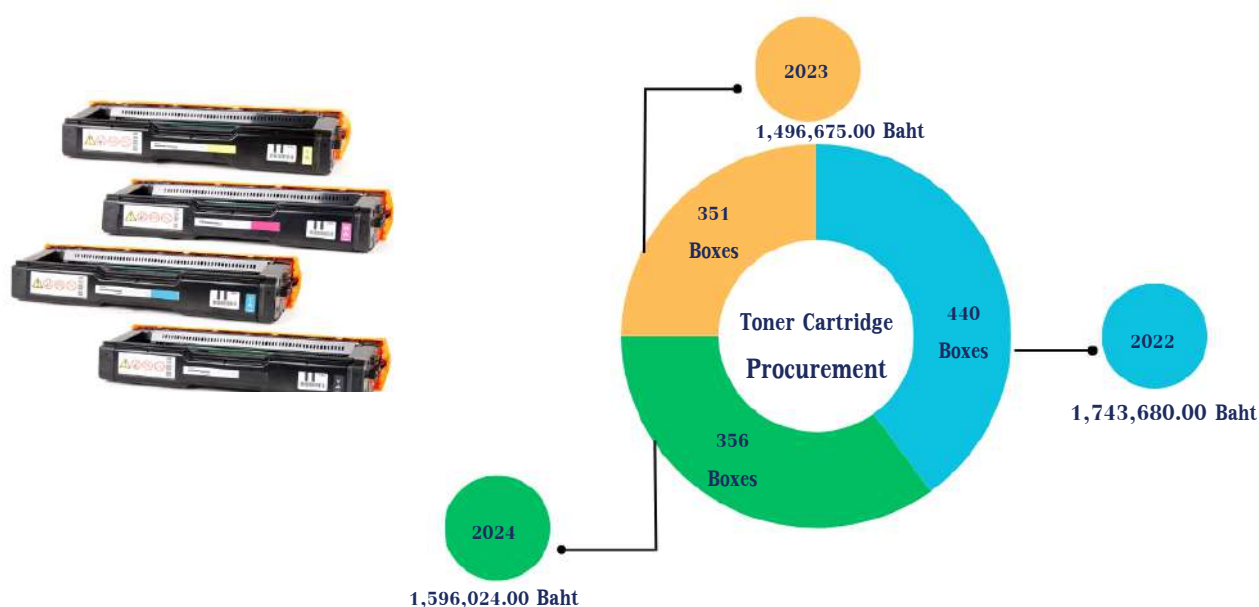 2023
1,496,675.00 Baht
351
Boxes
440
Boxes
Toner Cartridge
Procurement
2022
1,743,680.00 Baht
356
Boxes
2024
1,596,024.00 Baht